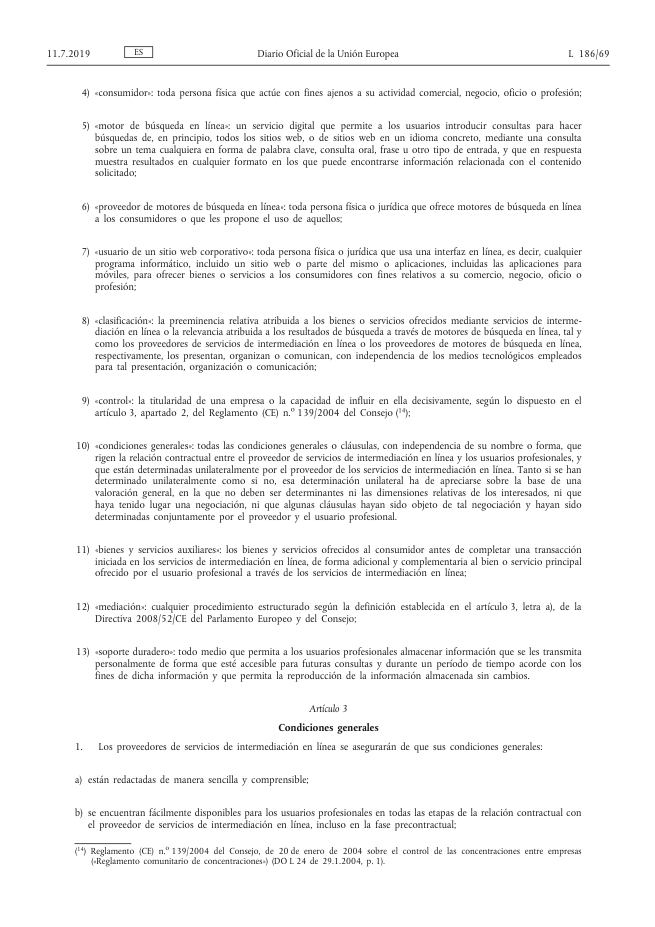 11.7.2019 ES Diario Oficial de la Unión Europea L 186/69
4) «consumidor»: toda persona física que actúe con fines ajenos a su actividad comercial, negocio, oficio o profesión;
5) «motor de búsqueda en línea»: un servicio digital que permite a los usuarios introducir consultas para hacer
búsquedas de, en principio, todos los sitios web, o de sitios web en un idioma concreto, mediante una consulta
sobre un tema cualquiera en forma de palabra clave, consulta oral, frase u otro tipo de entrada, y que en respuesta
muestra resultados en cualquier formato en los que puede encontrarse información relacionada con el contenido
solicitado;
6) «proveedor de motores de búsqueda en línea»: toda persona física o jurídica que ofrece motores de búsqueda en línea
a los consumidores o que les propone el uso de aquellos;
7) «usuario de un sitio web corporativo»: toda persona física o jurídica que usa una interfaz en línea, es decir, cualquier
programa informático, incluido un sitio web o parte del mismo o aplicaciones, incluidas las aplicaciones para
móviles, para ofrecer bienes o servicios a los consumidores con fines relativos a su comercio, negocio, oficio o
profesión;
8) «clasificación»: la preeminencia relativa atribuida a los bienes o servicios ofrecidos mediante servicios de interme-
diación en línea o la relevancia atribuida a los resultados de búsqueda a través de motores de búsqueda en línea, tal y
como los proveedores de servicios de intermediación en línea o los proveedores de motores de búsqueda en línea,
respectivamente, los presentan, organizan o comunican, con independencia de los medios tecnológicos empleados
para tal presentación, organización o comunicación;
9) «control»: la titularidad de una empresa o la capacidad de influir en ella decisivamente, según lo dispuesto en el
artículo 3, apartado 2, del Reglamento (CE) n.º 139/2004 del Consejo (¹⁴);
10) «condiciones generales»: todas las condiciones generales o cláusulas, con independencia de su nombre o forma, que
rigen la relación contractual entre el proveedor de servicios de intermediación en línea y los usuarios profesionales, y
que están determinadas unilateralmente por el proveedor de los servicios de intermediación en línea. Tanto si se han
determinado unilateralmente como si no, esa determinación unilateral ha de apreciarse sobre la base de una
valoración general, en la que no deben ser determinantes ni las dimensiones relativas de los interesados, ni que
haya tenido lugar una negociación, ni que algunas cláusulas hayan sido objeto de tal negociación y hayan sido
determinadas conjuntamente por el proveedor y el usuario profesional.
11) «bienes y servicios auxiliares»: los bienes y servicios ofrecidos al consumidor antes de completar una transacción
iniciada en los servicios de intermediación en línea, de forma adicional y complementaria al bien o servicio principal
ofrecido por el usuario profesional a través de los servicios de intermediación en línea;
12) «mediación»: cualquier procedimiento estructurado según la definición establecida en el artículo 3, letra a), de la
Directiva 2008/52/CE del Parlamento Europeo y del Consejo;
13) «soporte duradero»: todo medio que permita a los usuarios profesionales almacenar información que se les transmita
personalmente de forma que esté accesible para futuras consultas y durante un período de tiempo acorde con los
fines de dicha información y que permita la reproducción de la información almacenada sin cambios.
Artículo 3
Condiciones generales
1. Los proveedores de servicios de intermediación en línea se asegurarán de que sus condiciones generales:
a) están redactadas de manera sencilla y comprensible;
b) se encuentran fácilmente disponibles para los usuarios profesionales en todas las etapas de la relación contractual con
el proveedor de servicios de intermediación en línea, incluso en la fase precontractual;
(¹⁴) Reglamento (CE) n.º 139/2004 del Consejo, de 20 de enero de 2004 sobre el control de las concentraciones entre empresas
(«Reglamento comunitario de concentraciones») (DO L 24 de 29.1.2004, p. 1).